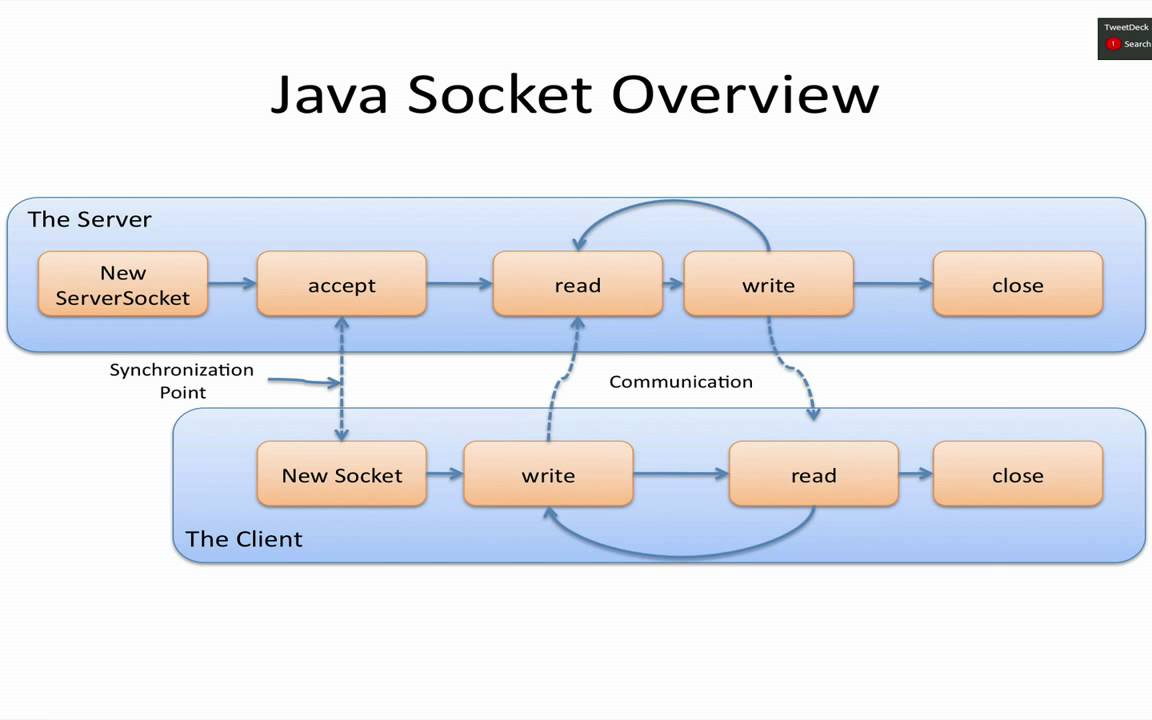 TweetDeck
! Search
Java Socket Overview
The Server
New
ServerSocket
accept
read
write
close
Synchronization
Point
Communication
New Socket
write
read
close
The Client